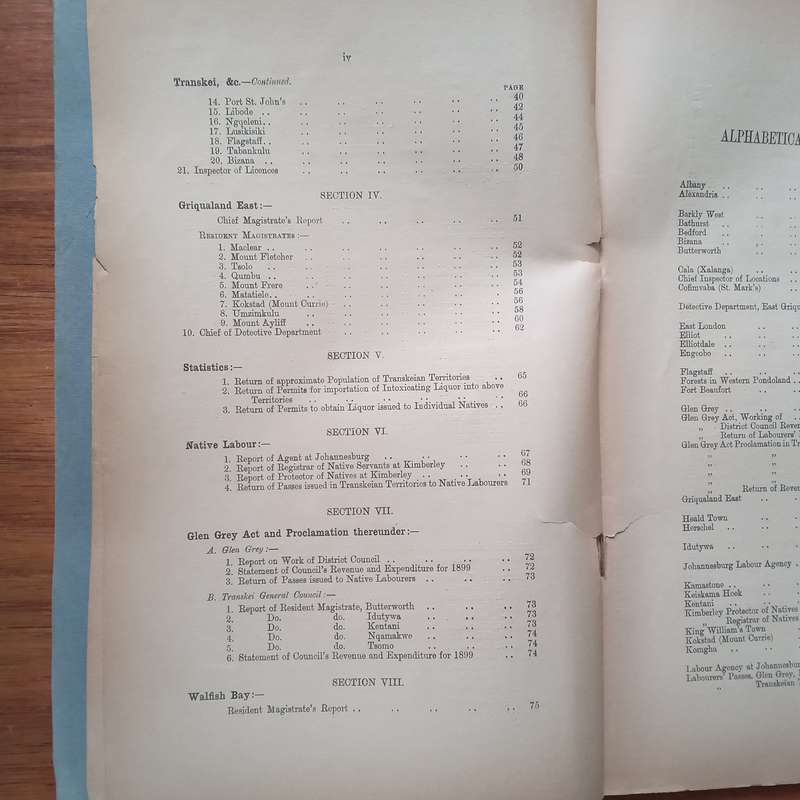 iv
Transkei, &c.—Continued.
PAGE
14. Port St. John's .. .. .. .. .. .. 40
15. Libode .. .. .. .. .. .. .. 42
16. Ngqeleni.. .. .. .. .. .. .. 44
17. Lusikisiki .. .. .. .. .. .. 45
18. Flagstaff.. .. .. .. .. .. .. 46
19. Tabankulu .. .. .. .. .. .. 47
20. Bizana .. .. .. .. .. .. .. 48
21. Inspector of Licences .. .. .. .. .. .. 50
SECTION IV.
Griqualand East:—
Chief Magistrate's Report .. .. .. .. .. 51
Resident Magistrates:—
1. Maclear .. .. .. .. .. .. .. 52
2. Mount Fletcher .. .. .. .. .. .. 52
3. Tsolo .. .. .. .. .. .. .. 53
4. Qumbu .. .. .. .. .. .. .. 53
5. Mount Frere .. .. .. .. .. .. 54
6. Matatiele.. .. .. .. .. .. .. 56
7. Kokstad (Mount Currie) .. .. .. .. .. 56
8. Umzimkulu .. .. .. .. .. .. 58
9. Mount Ayliff .. .. .. .. .. .. 60
10. Chief of Detective Department .. .. .. .. .. 62
SECTION V.
Statistics:—
1. Return of approximate Population of Transkeian Territories .. 65
2. Return of Permits for importation of Intoxicating Liquor into above
Territories .. .. .. .. .. .. 66
3. Return of Permits to obtain Liquor issued to Individual Natives .. 66
SECTION VI.
Native Labour:—
1. Report of Agent at Johannesburg .. .. .. .. 67
2. Report of Registrar of Native Servants at Kimberley .. .. 68
3. Report of Protector of Natives at Kimberley .. .. .. 69
4. Return of Passes issued in Transkeian Territories to Native Labourers 71
SECTION VII.
Glen Grey Act and Proclamation thereunder:—
A. Glen Grey:—
1. Report on Work of District Council .. .. .. .. 72
2. Statement of Council's Revenue and Expenditure for 1899 .. 72
3. Return of Passes issued to Native Labourers .. .. .. 73
B. Transkei General Council:—
1. Report of Resident Magistrate, Butterworth .. .. .. 73
2. Do. do. Idutywa .. .. .. 73
3. Do. do. Kentani .. .. .. 73
4. Do. do. Nqamakwe .. .. .. 74
5. Do. do. Tsomo .. .. .. 74
6. Statement of Council's Revenue and Expenditure for 1899 .. 74
SECTION VIII.
Walfish Bay:—
Resident Magistrate's Report .. .. .. .. .. 75
Albany .. .. ..
Alexandria .. .. ..
Barkly West .. ..
Bathurst .. .. ..
Bedford .. .. ..
Bizana .. .. ..
Butterworth .. ..
Cala (Xalanga) .. ..
Chief Inspector of Locations ..
Cofimvaba (St. Mark's) ..
Detective Department, East
East London .. ..
Elliot .. .. ..
Elliotdale .. .. ..
Engcobo .. .. ..
Flagstaff .. .. ..
Forests in Western Pondoland ..
Fort Beaufort .. ..
Glen Grey .. .. ..
Glen Grey Act, Working of ..
„ District Council
„ Return of Labourers'
Glen Grey Act Proclamation in
„ „
„ „
„ „
„ Return of
Griqualand East .. ..
Heald Town .. ..
Herschel .. .. ..
Idutywa .. .. ..
Johannesburg Labour Agency ..
Kamastone .. .. ..
Keiskama Hoek .. ..
Kentani .. .. ..
Kimberley Protector of Natives
„ Registrar of Natives
King William's Town ..
Kokstad (Mount Currie) ..
Komgha .. .. ..
Labour Agency at
Labourers' Passes, Glen Grey,
„ Transkeian